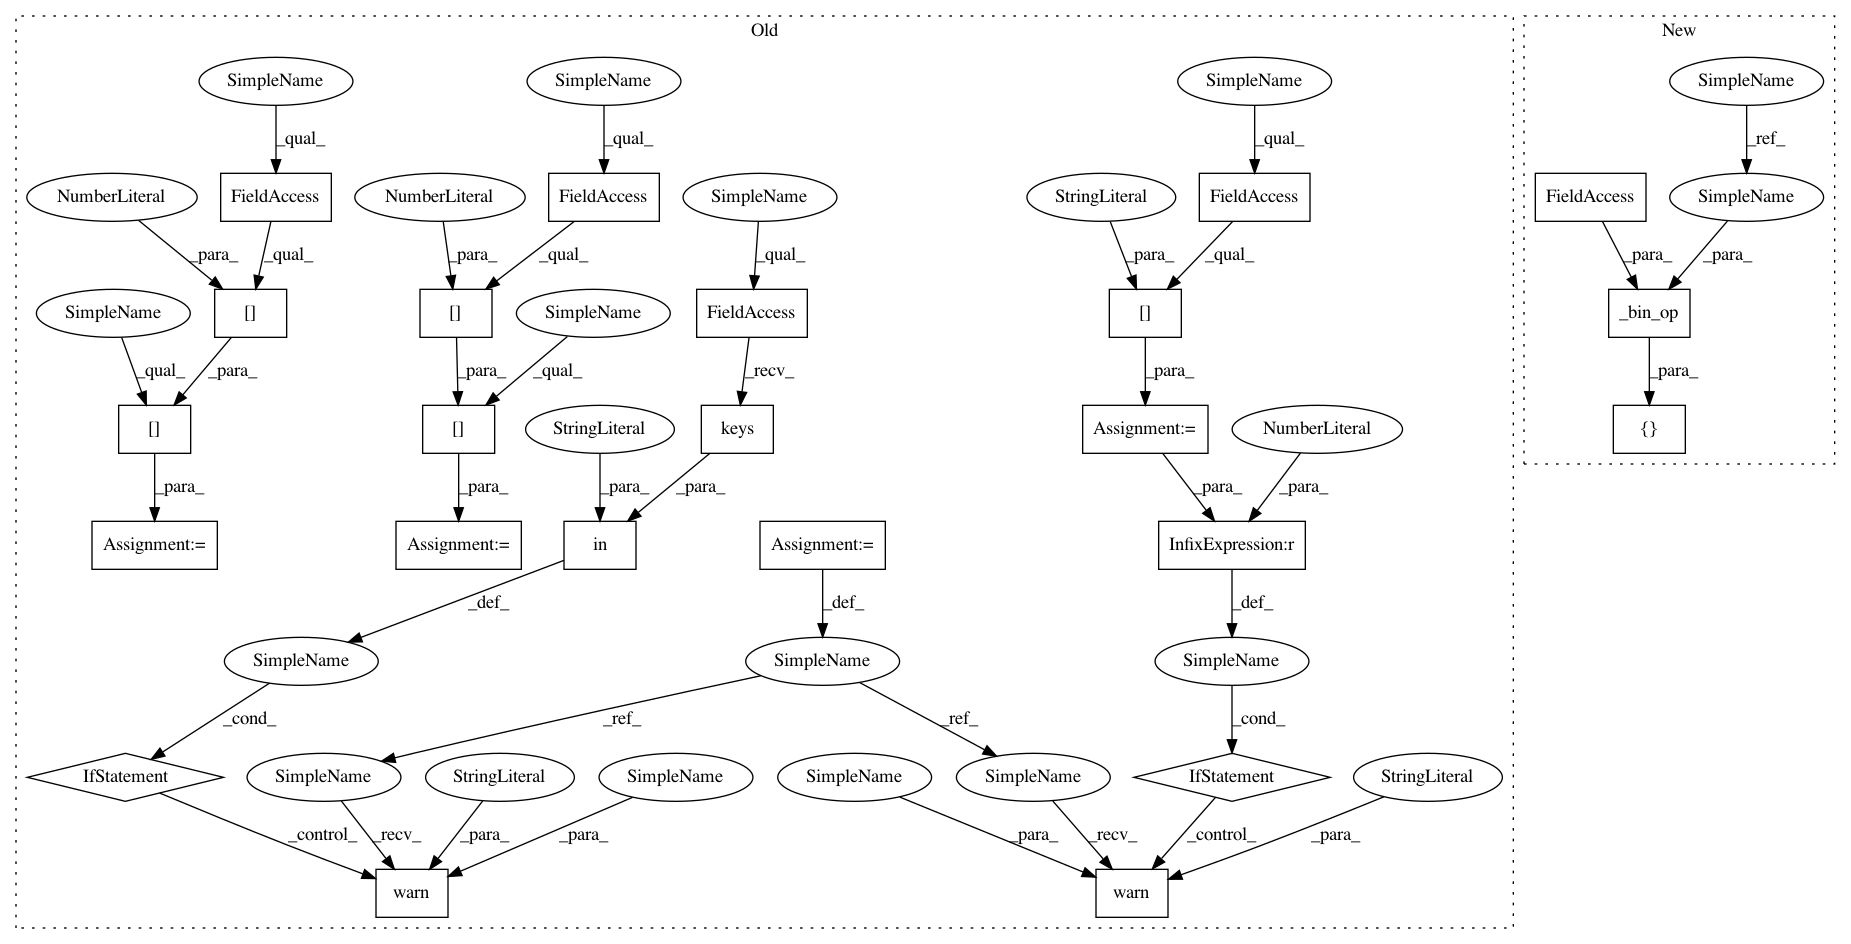 Old
New
SimpleName
SimpleName
SimpleName
SimpleName
_qual_
_qual_
_qual_
_ref_
NumberLiteral
FieldAccess
NumberLiteral
FieldAccess
SimpleName
StringLiteral
FieldAccess
FieldAccess
SimpleName
_para_
_qual_
_para_
_qual_
_qual_
_para_
_qual_
_para_
_para_
SimpleName
[]
[]
SimpleName
FieldAccess
[]
_bin_op
_qual_
_para_
_para_
_qual_
_recv_
_para_
_para_
[]
[]
StringLiteral
keys
Assignment:=
NumberLiteral
{}
_para_
_para_
_para_
_para_
_para_
_para_
Assignment:=
Assignment:=
in
Assignment:=
InfixExpression:r
_def_
_def_
_def_
SimpleName
SimpleName
SimpleName
_cond_
_ref_
_ref_
_cond_
IfStatement
SimpleName
StringLiteral
SimpleName
SimpleName
SimpleName
IfStatement
StringLiteral
_control_
_recv_
_para_
_para_
_para_
_recv_
_control_
_para_
warn
warn